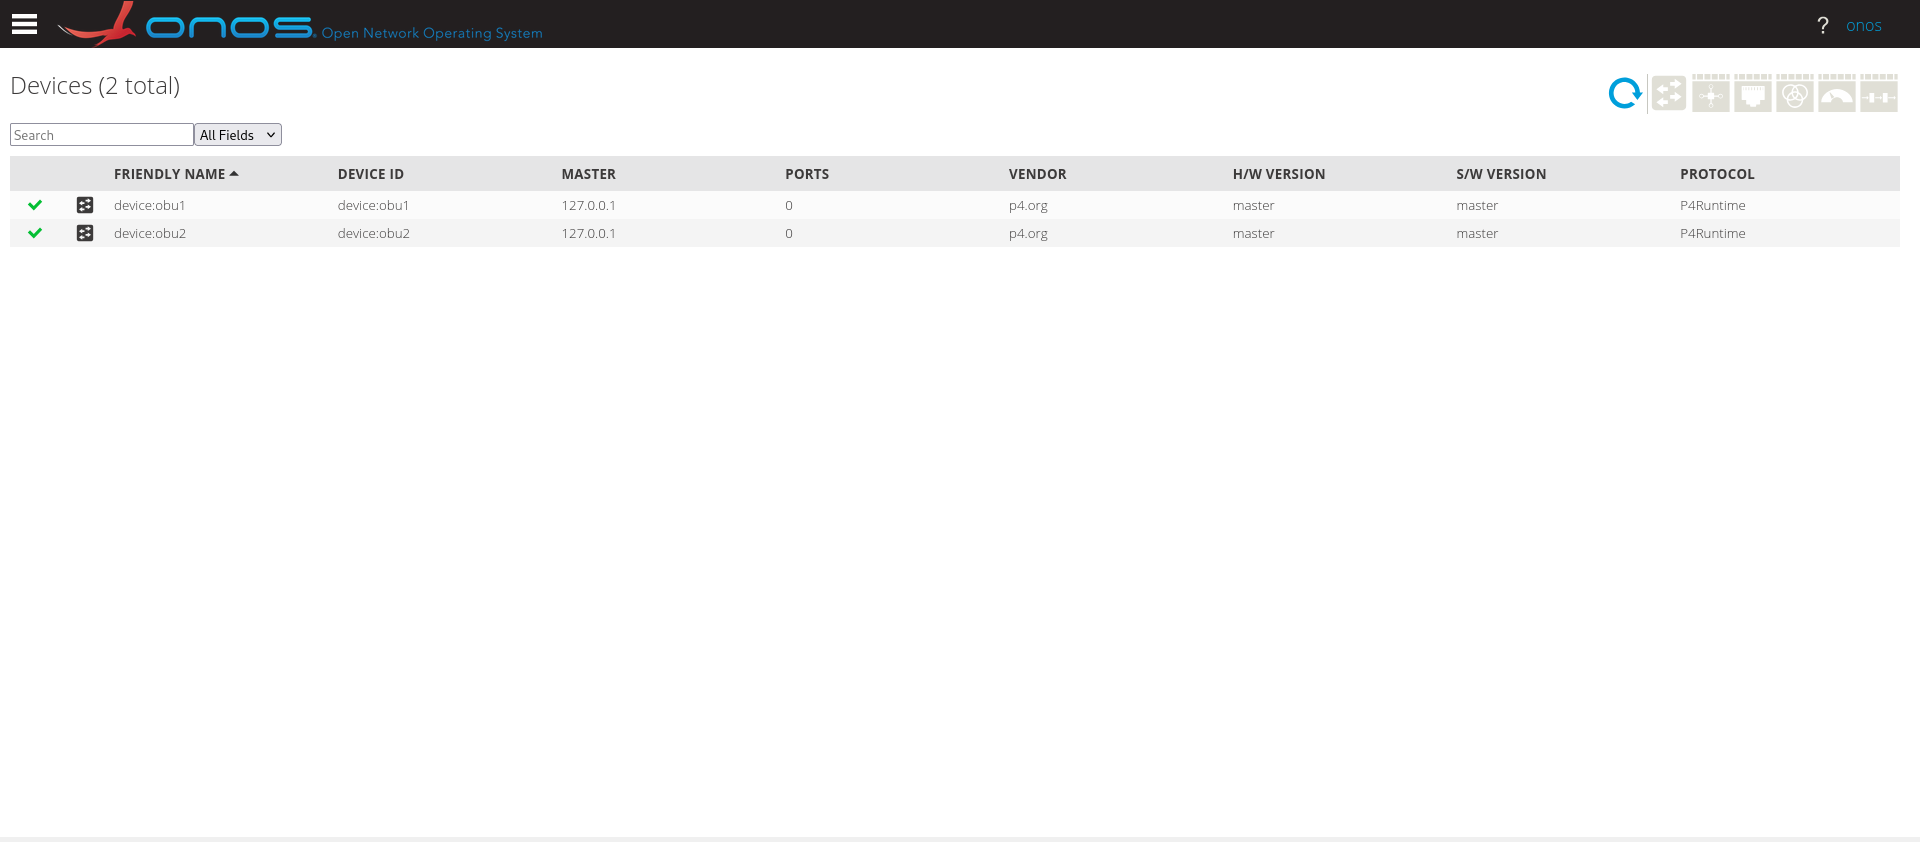 onos Open Network Operating System ? onos
Devices (2 total)
Search All Fields
FRIENDLY NAME DEVICE ID MASTER PORTS VENDOR H/W VERSION S/W VERSION PROTOCOL
device:obu1 device:obu1 127.0.0.1 0 p4.org master master P4Runtime
device:obu2 device:obu2 127.0.0.1 0 p4.org master master P4Runtime